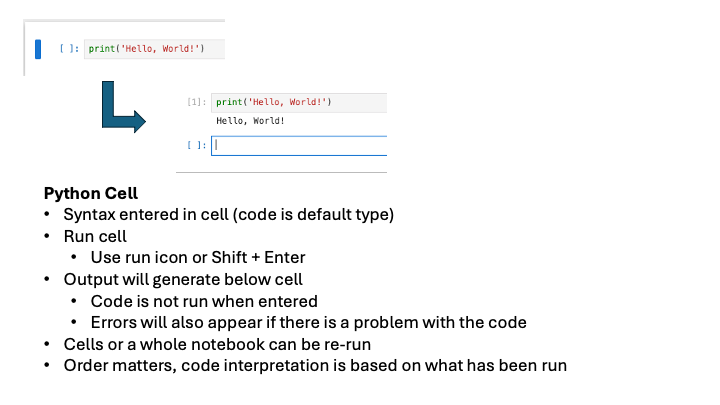 [ ]: print('Hello, World!')
[1]: print('Hello, World!')
Hello, World!
[ ]:
Python Cell
• Syntax entered in cell (code is default type)
• Run cell
• Use run icon or Shift + Enter
• Output will generate below cell
• Code is not run when entered
• Errors will also appear if there is a problem with the code
• Cells or a whole notebook can be re-run
• Order matters, code interpretation is based on what has been run